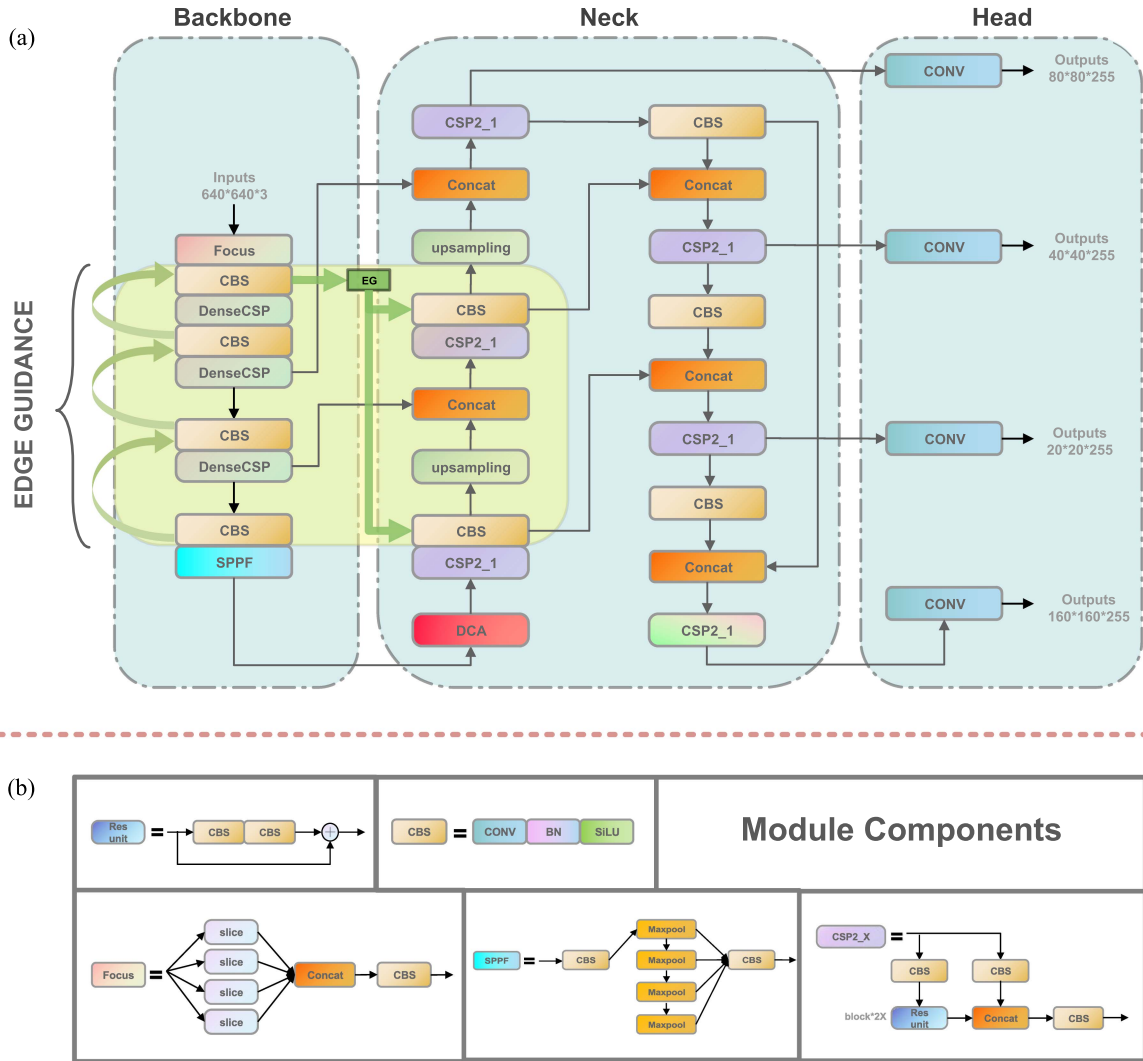 Backbone
Neck
Head
(a)
Inputs
640*640*3
Focus
CBS
DenseCSP
CBS
DenseCSP
CBS
DenseCSP
CBS
SPPF
EDGE GUIDANCE
EG
CSP2_1
Concat
upsampling
CBS
CSP2_1
Concat
upsampling
CBS
CSP2_1
DCA
CBS
Concat
CSP2_1
CBS
Concat
CSP2_1
CBS
Concat
CSP2_1
CONV
Outputs
80*80*255
CONV
Outputs
40*40*255
CONV
Outputs
20*20*255
CONV
Outputs
160*160*255
(b)
Res
unit
=
CBS
CBS
+
CBS
=
CONV
BN
SiLU
Module Components
Focus
=
slice
slice
slice
slice
Concat
CBS
SPPF
=
CBS
Maxpool
Maxpool
Maxpool
Maxpool
CBS
CSP2_X
=
CBS
CBS
block*2X
Res
unit
Concat
CBS